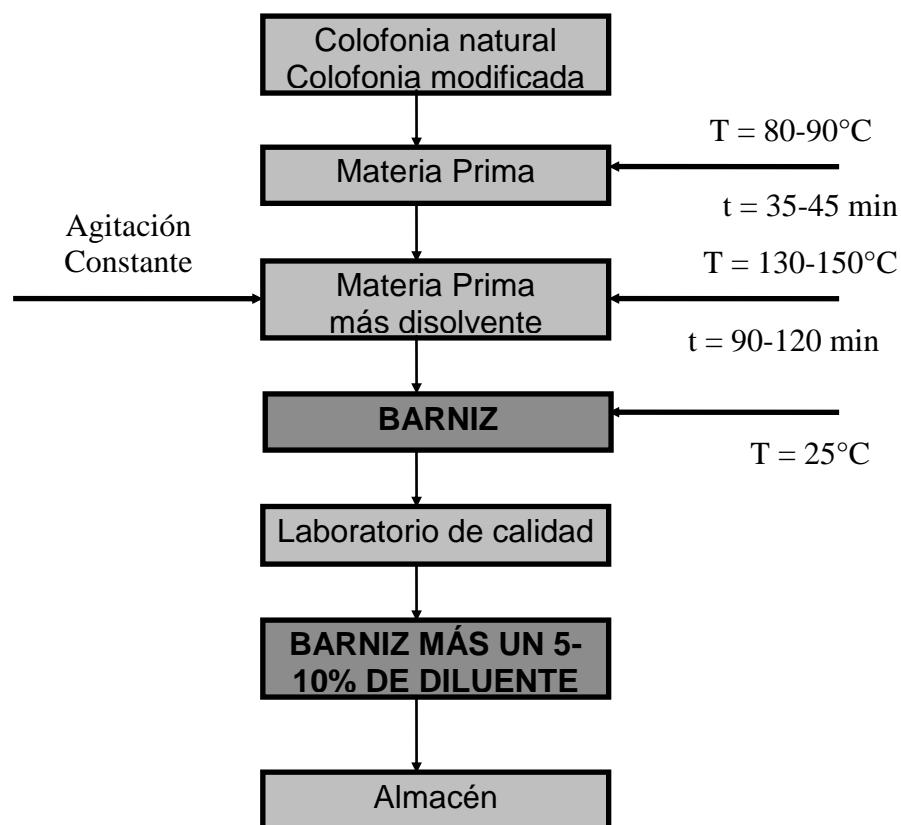 Colofonia natural
Colofonia modificada
T = 80-90°C
Materia Prima
t = 35-45 min
Agitación
Constante
T = 130-150°C
Materia Prima
más disolvente
t = 90-120 min
BARNIZ
T = 25°C
Laboratorio de calidad
BARNIZ MÁS UN 5-
10% DE DILUENTE
Almacén